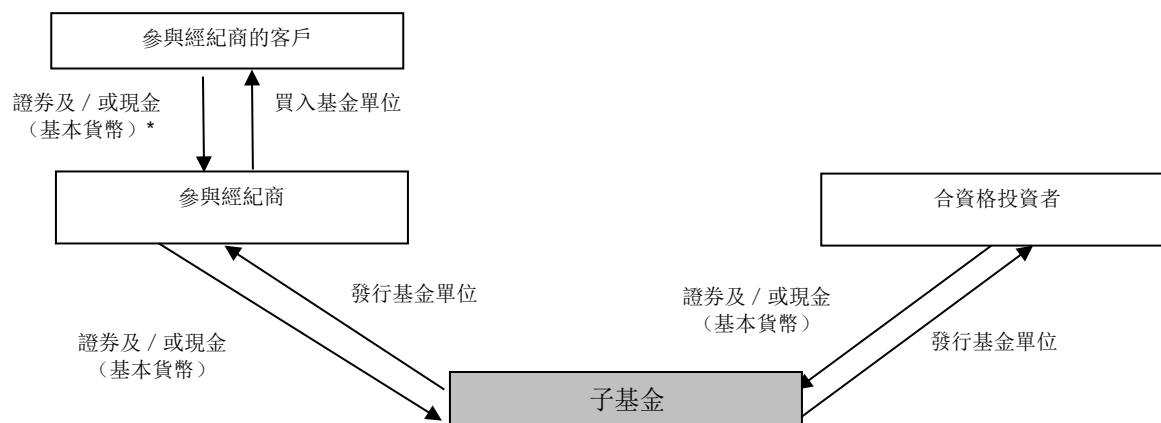 參與經紀商的客戶
證券及 / 或現金
（基本貨幣）*
買入基金單位
參與經紀商
合資格投資者
發行基金單位
證券及 / 或現金
（基本貨幣）
證券及 / 或現金
（基本貨幣）
發行基金單位
子基金